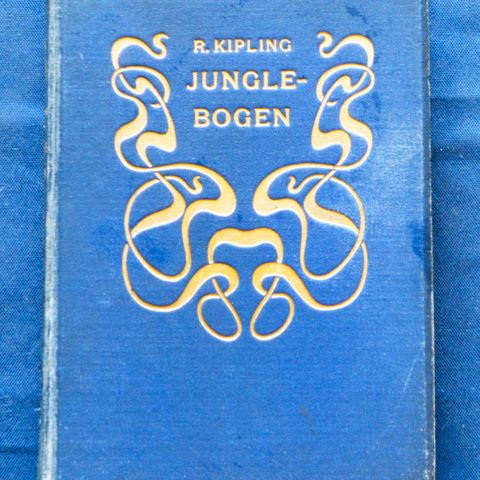 R. KIPLING
JUNGLE-
BOGEN